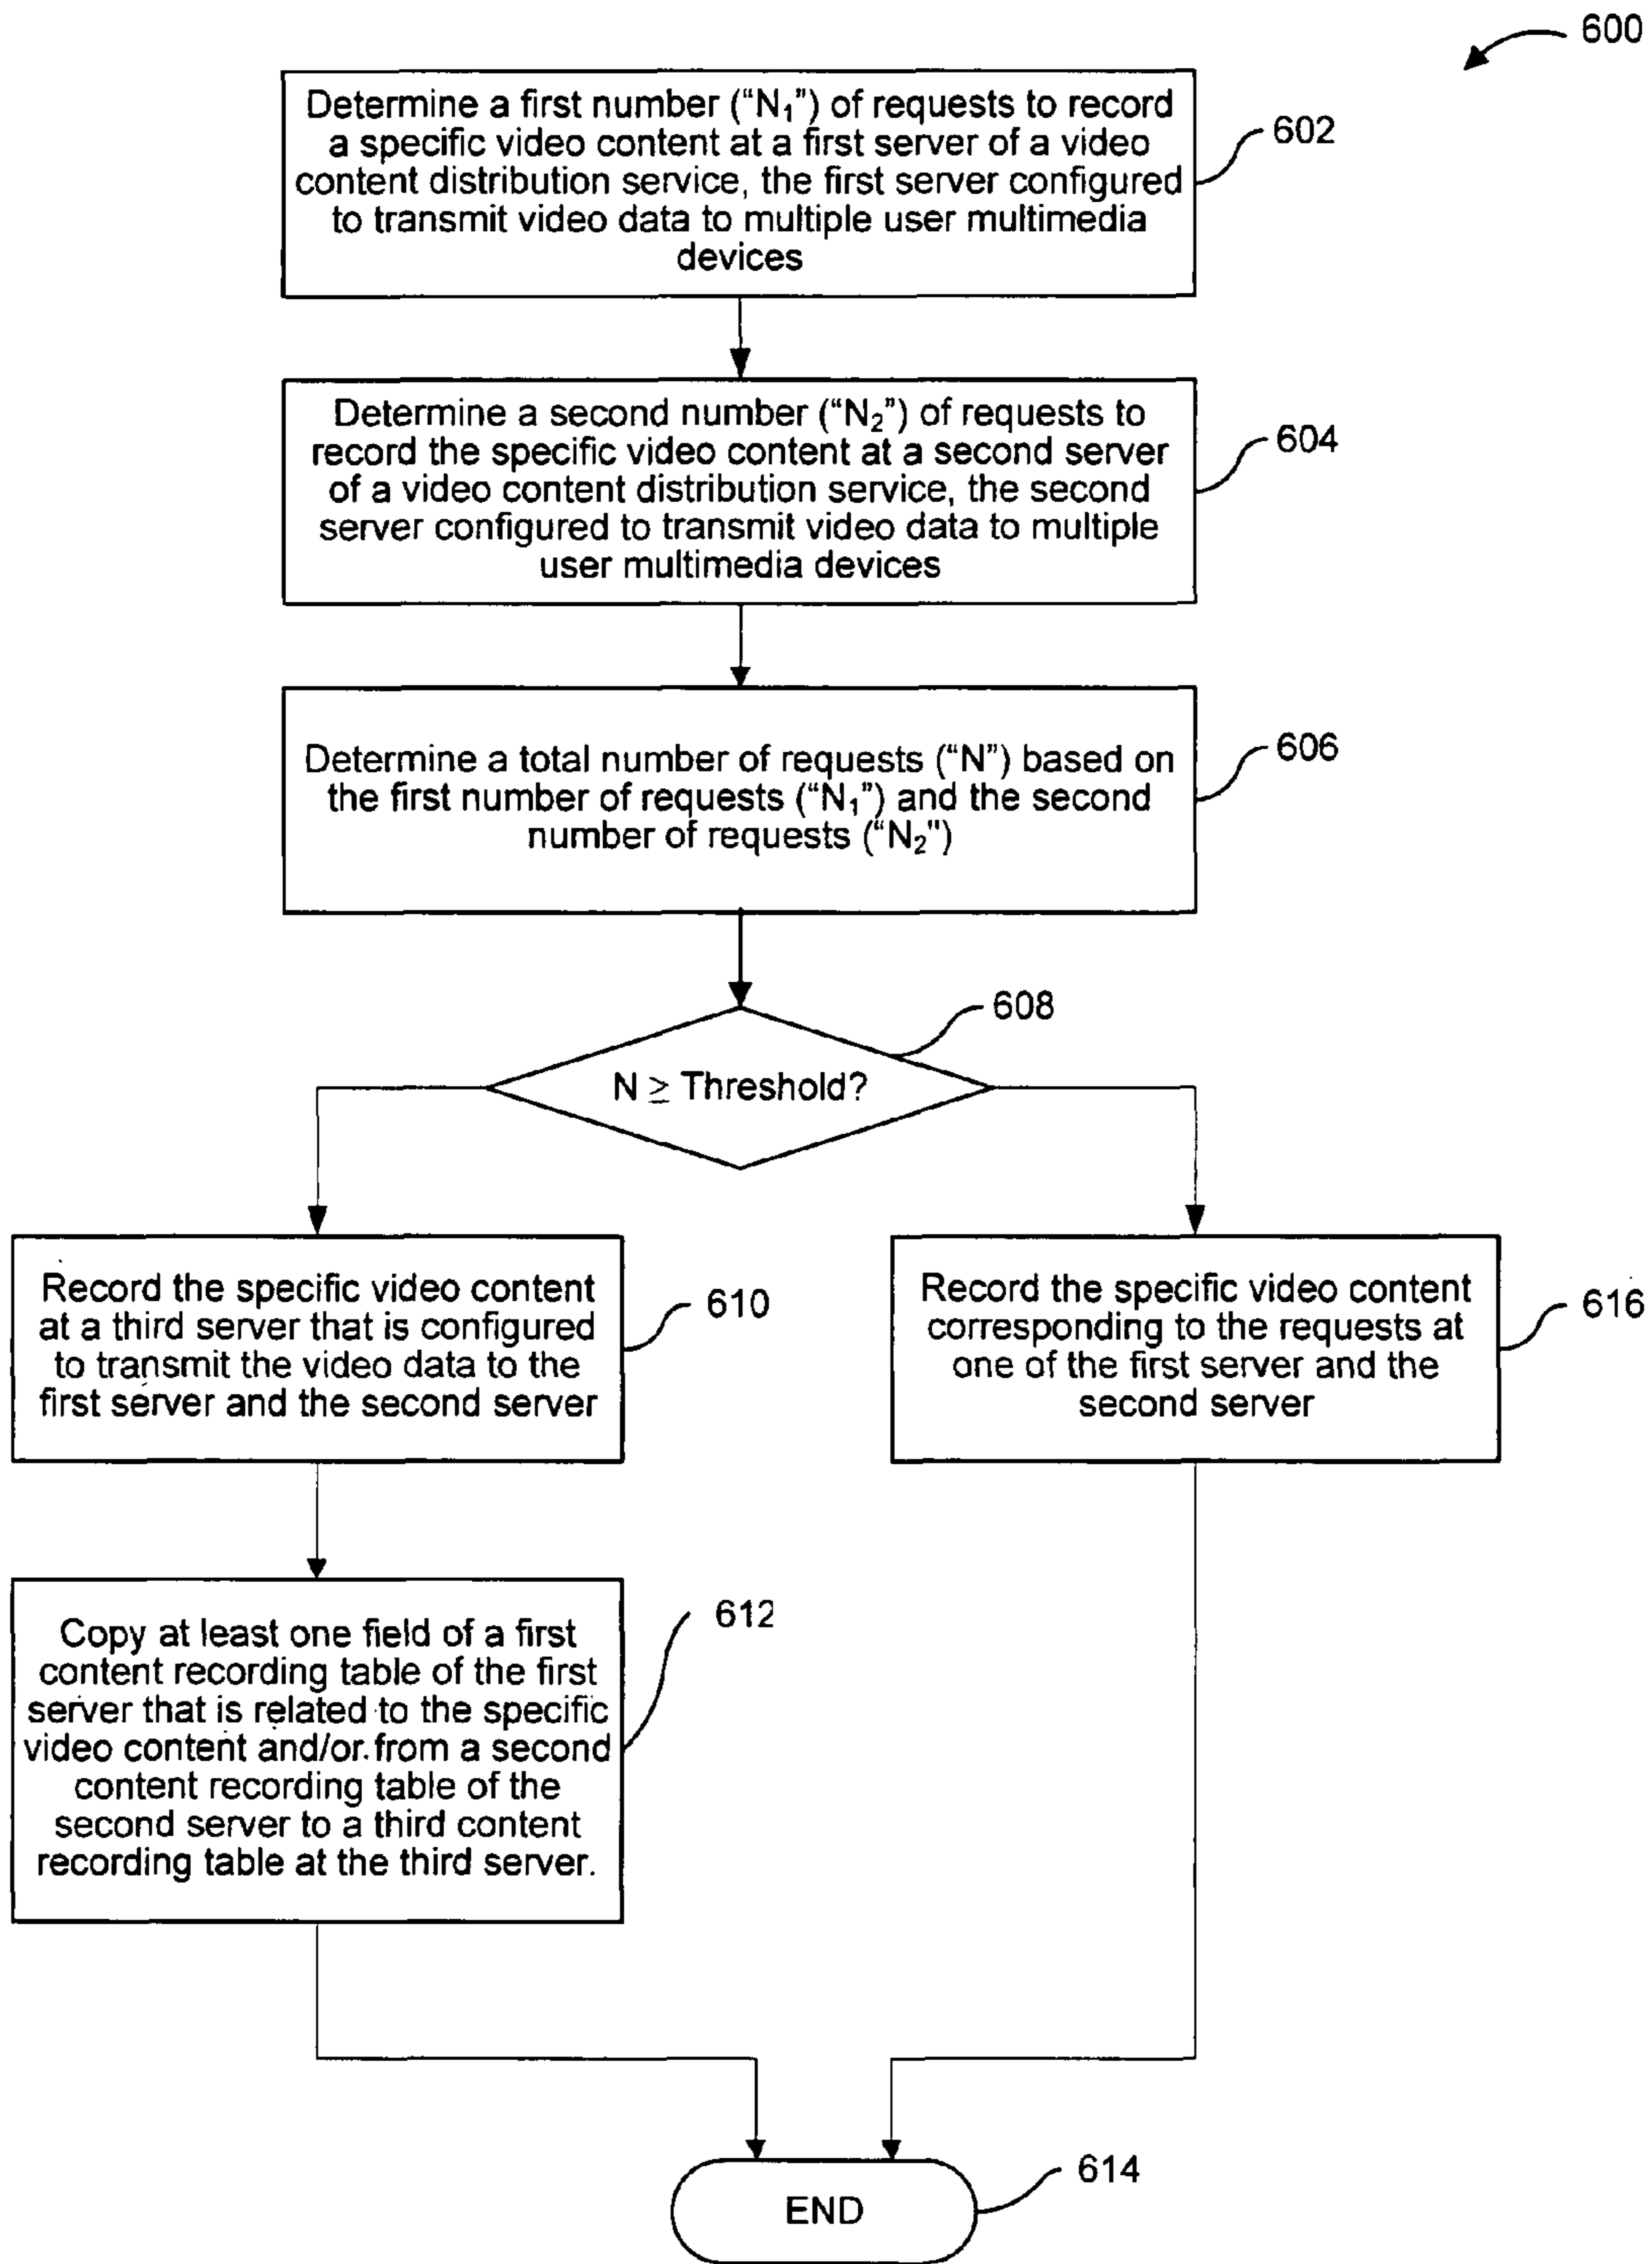 600
Determine a first number (“N₁”) of requests to record
a specific video content at a first server of a video
content distribution service, the first server configured
to transmit video data to multiple user multimedia
devices
602
Determine a second number (“N₂”) of requests to
record the specific video content at a second server
of a video content distribution service, the second
server configured to transmit video data to multiple
user multimedia devices
604
Determine a total number of requests (“N”) based on
the first number of requests (“N₁”) and the second
number of requests (“N₂”)
606
608
N ≥ Threshold?
Record the specific video content
at a third server that is configured
to transmit the video data to the
first server and the second server
610
Record the specific video content
corresponding to the requests at
one of the first server and the
second server
616
Copy at least one field of a first
content recording table of the first
server that is related to the specific
video content and/or from a second
content recording table of the
second server to a third content
recording table at the third server.
612
END
614